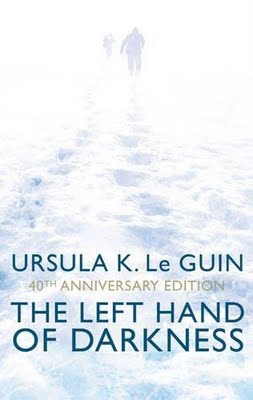 URSULA K. Le GUIN
40TH ANNIVERSARY EDITION
THE LEFT HAND
OF DARKNESS